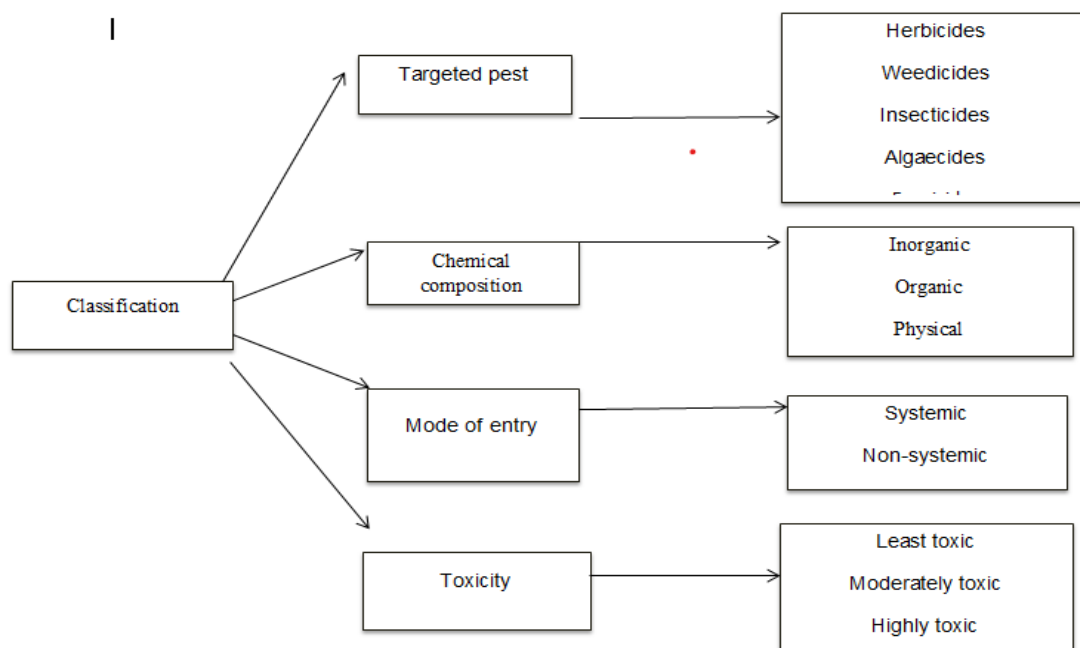 Targeted pest
Herbicides
Weedicides
Insecticides
Algaecides
Chemical
composition
Inorganic
Organic
Physical
Classification
Mode of entry
Systemic
Non-systemic
Toxicity
Least toxic
Moderately toxic
Highly toxic